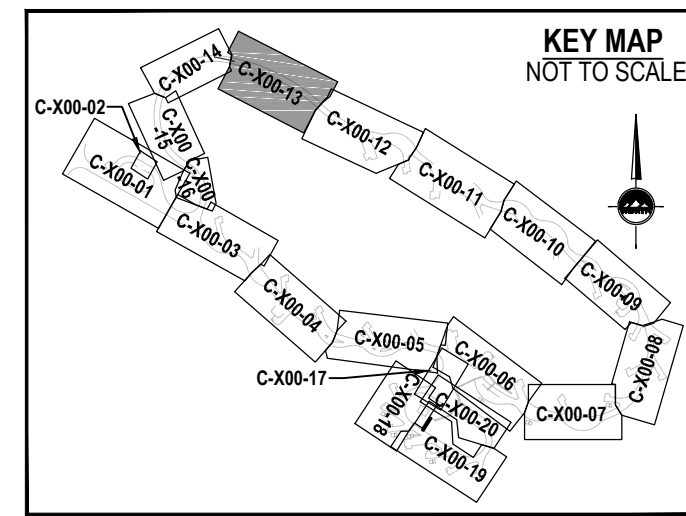 KEY MAP
NOT TO SCALE
C-X00-14
C-X00-13
C-X00-02
C-X00
-15
C-X00-12
C-X00
-16
C-X00-01
C-X00-11
C-X00-03
C-X00-10
C-X00-09
C-X00-04
C-X00-05
C-X00-06
C-X00-08
C-X00-17
C-X00-18
C-X00-20
C-X00-07
C-X00-19
NORTH